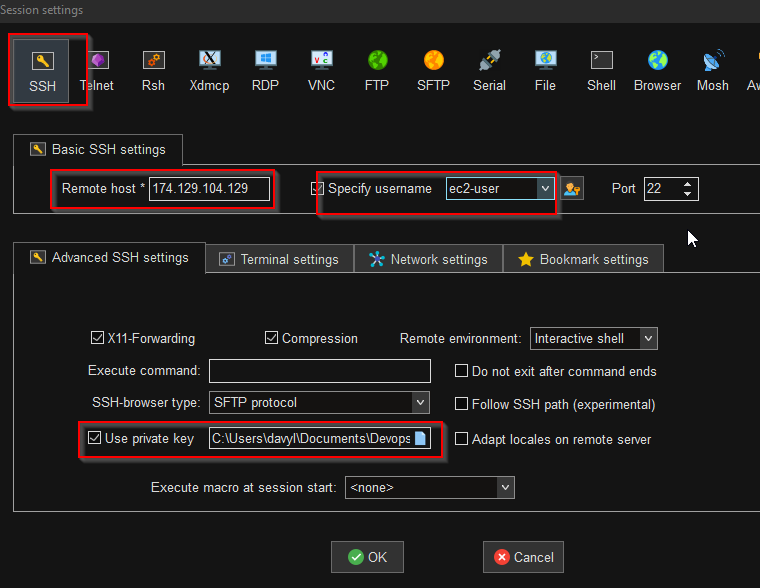 Session settings
SSH Telnet Rsh Xdmcp RDP VNC FTP SFTP Serial File Shell Browser Mosh
Basic SSH settings
Remote host * 174.129.104.129 Specify username ec2-user Port 22
Advanced SSH settings Terminal settings Network settings Bookmark settings
X11-Forwarding Compression Remote environment: Interactive shell
Execute command: Do not exit after command ends
SSH-browser type: SFTP protocol Follow SSH path (experimental)
Use private key C:\Users\davyl\Documents\Devops Adapt locales on remote server
Execute macro at session start: <none>
OK Cancel